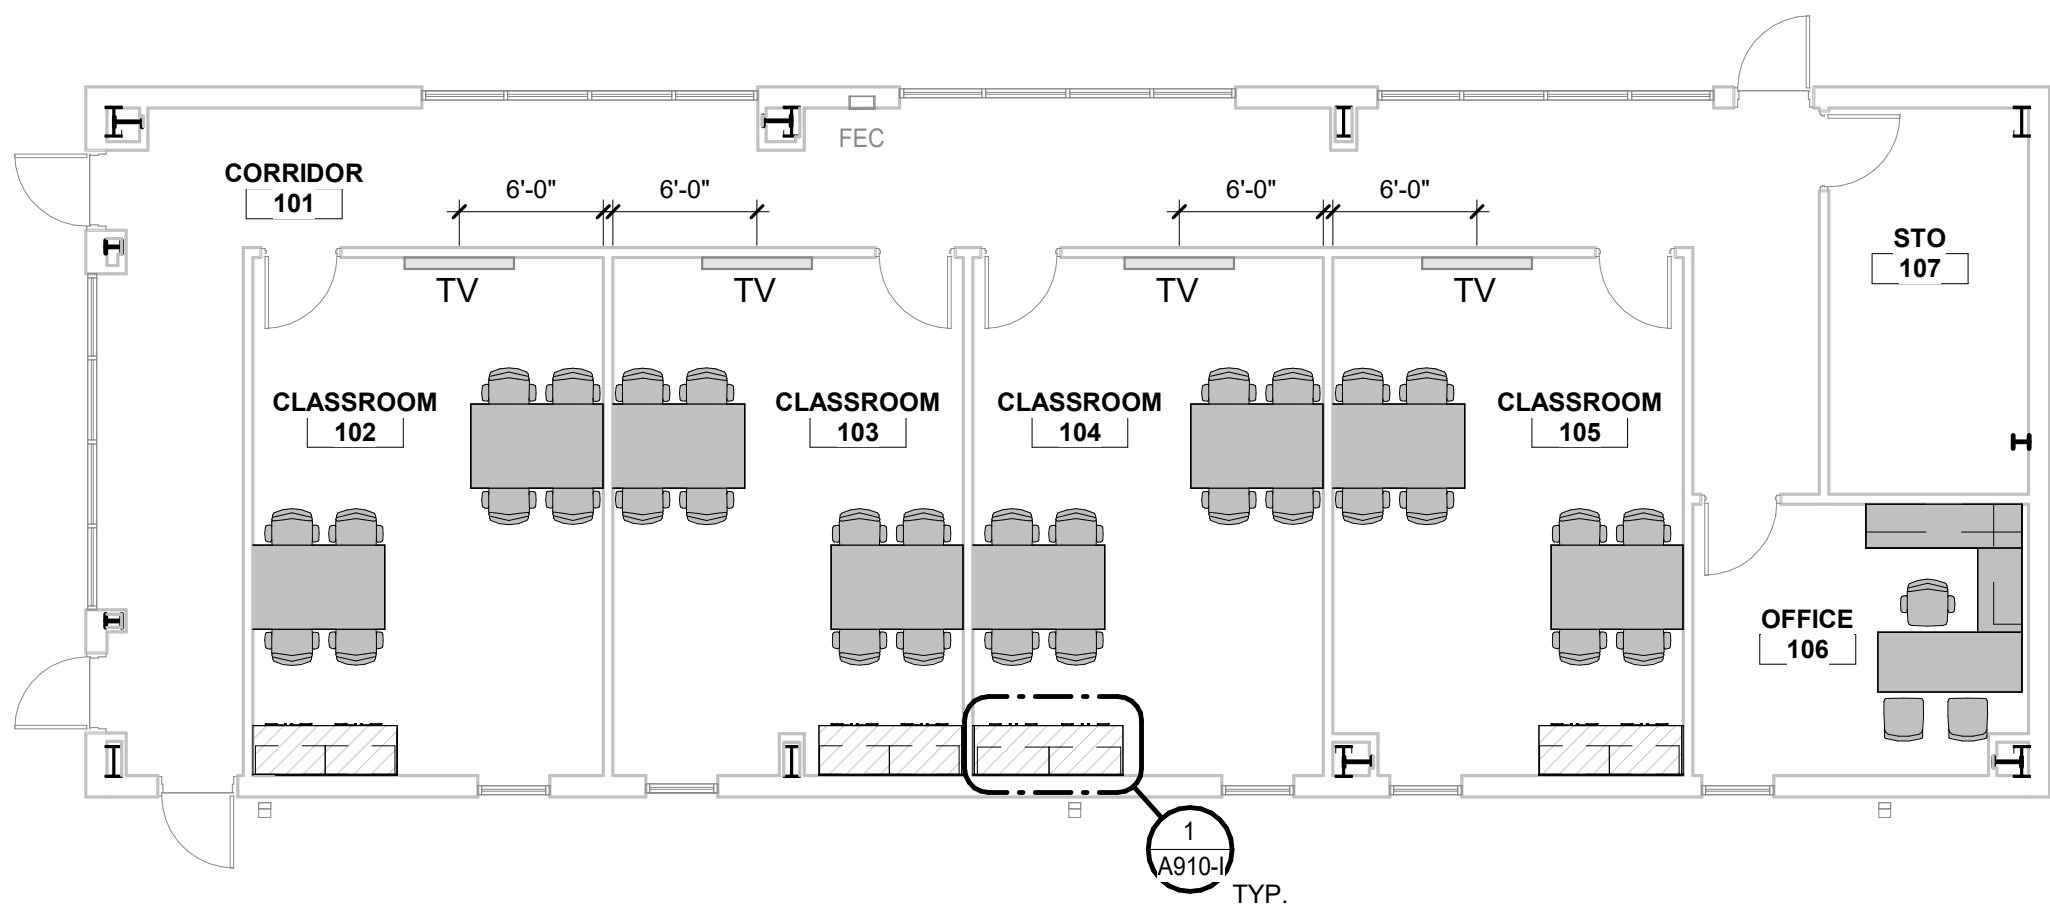 FEC
CORRIDOR
101
6'-0"
6'-0"
6'-0"
6'-0"
STO
107
TV
TV
TV
TV
CLASSROOM
102
CLASSROOM
103
CLASSROOM
104
CLASSROOM
105
OFFICE
106
1
A910-I
TYP.